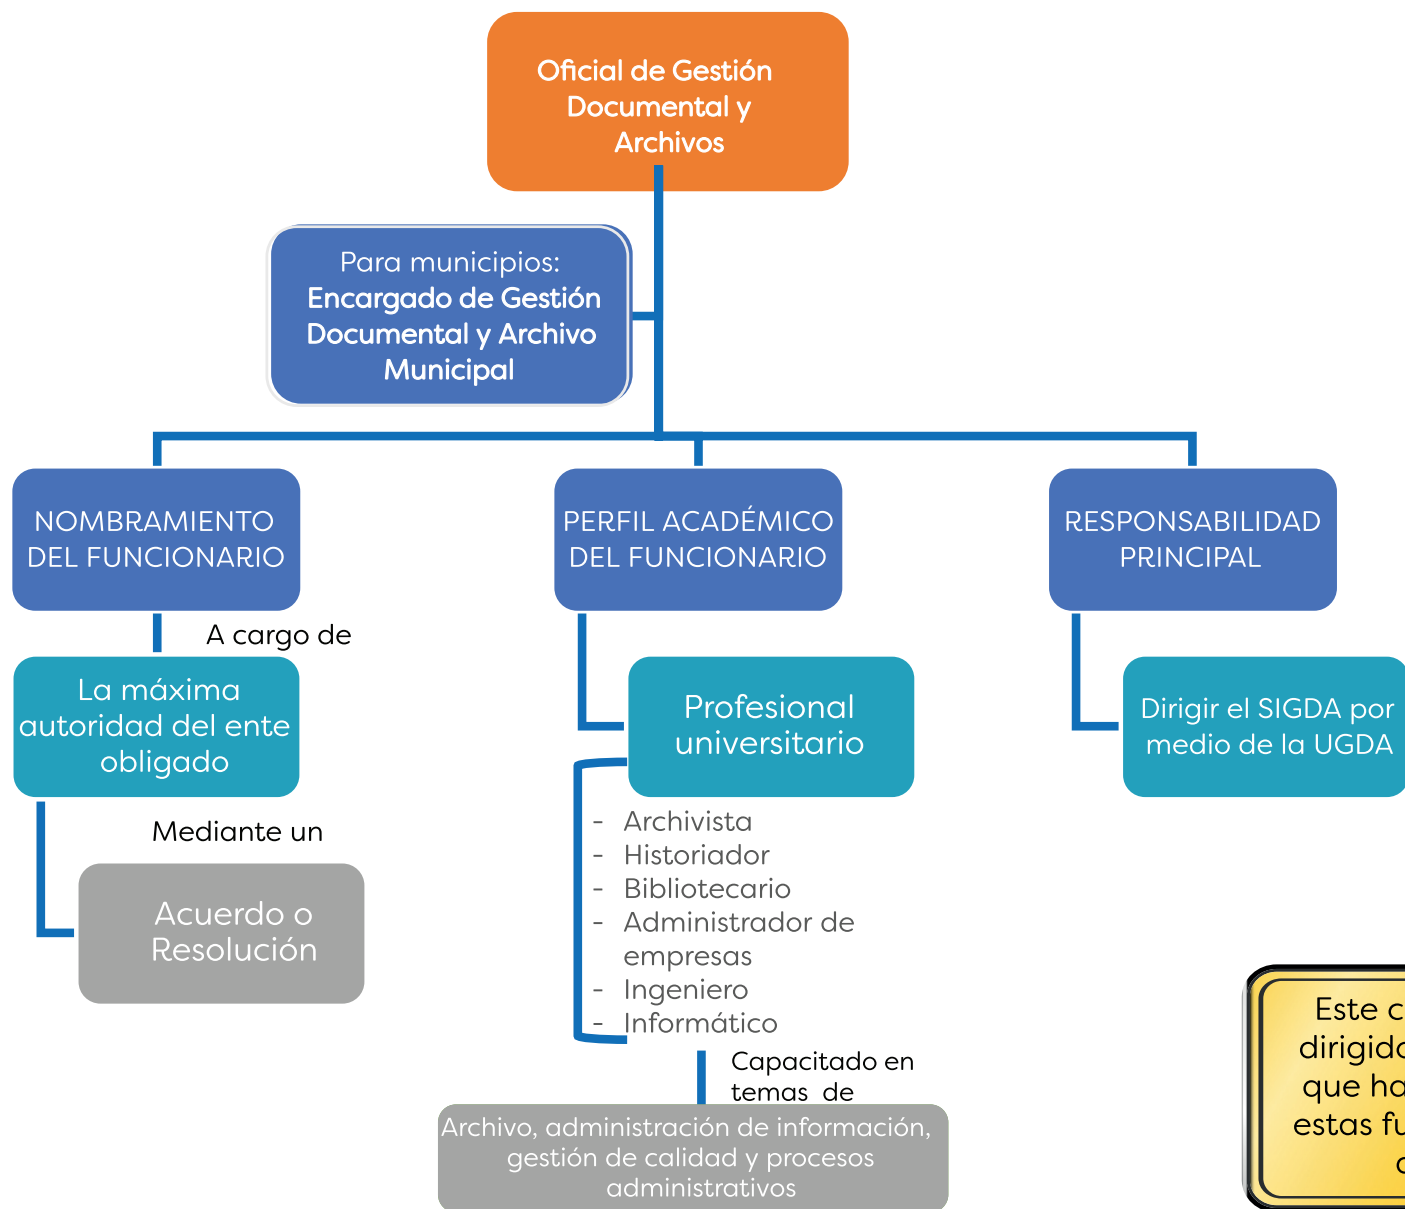 Oficial de Gestión
Documental y
Archivos
Para municipios:
Encargado de Gestión
Documental y Archivo
Municipal
NOMBRAMIENTO
DEL FUNCIONARIO
A cargo de
La máxima
autoridad del ente
obligado
Mediante un
Acuerdo o
Resolución
PERFIL ACADÉMICO
DEL FUNCIONARIO
Profesional
universitario
- Archivista
- Historiador
- Bibliotecario
- Administrador de
empresas
- Ingeniero
- Informático
Capacitado en
temas de
Archivo, administración de información,
gestión de calidad y procesos
administrativos
RESPONSABILIDAD
PRINCIPAL
Dirigir el SIGDA por
medio de la UGDA
Este
que
estas